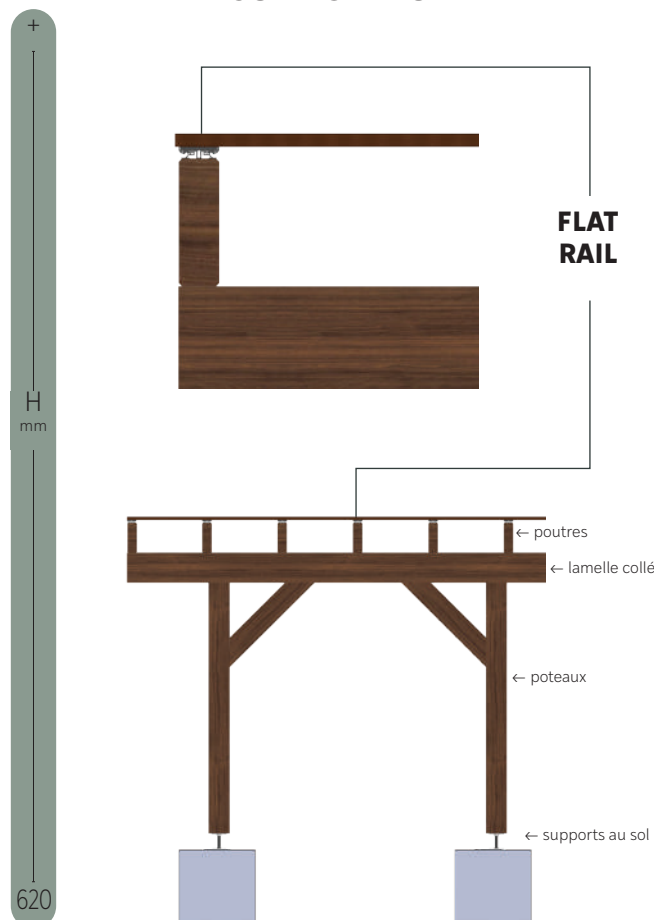 +
FLAT
RAIL
H
mm
← poutres
← lamelle collé
← poteaux
← supports au sol
620